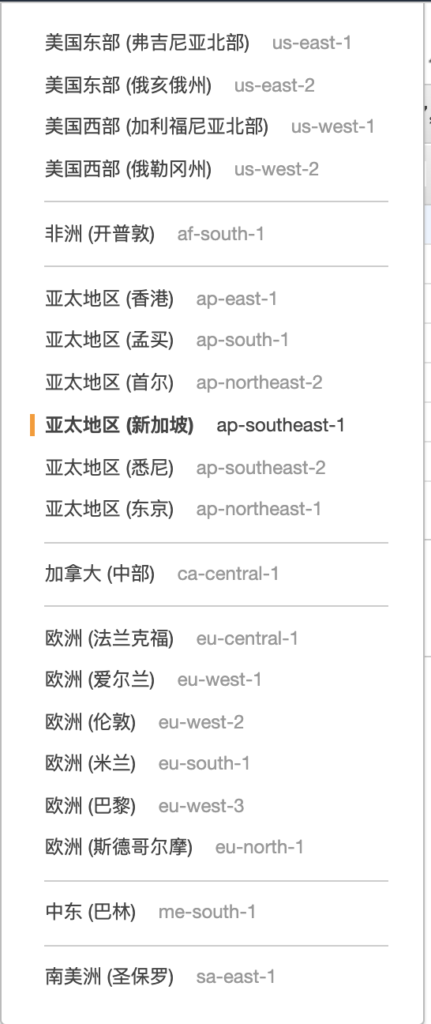 美国东部 (弗吉尼亚北部) us-east-1
美国东部 (俄亥俄州) us-east-2
美国西部 (加利福尼亚北部) us-west-1
美国西部 (俄勒冈州) us-west-2
非洲 (开普敦) af-south-1
亚太地区 (香港) ap-east-1
亚太地区 (孟买) ap-south-1
亚太地区 (首尔) ap-northeast-2
亚太地区 (新加坡) ap-southeast-1
亚太地区 (悉尼) ap-southeast-2
亚太地区 (东京) ap-northeast-1
加拿大 (中部) ca-central-1
欧洲 (法兰克福) eu-central-1
欧洲 (爱尔兰) eu-west-1
欧洲 (伦敦) eu-west-2
欧洲 (米兰) eu-south-1
欧洲 (巴黎) eu-west-3
欧洲 (斯德哥尔摩) eu-north-1
中东 (巴林) me-south-1
南美洲 (圣保罗) sa-east-1